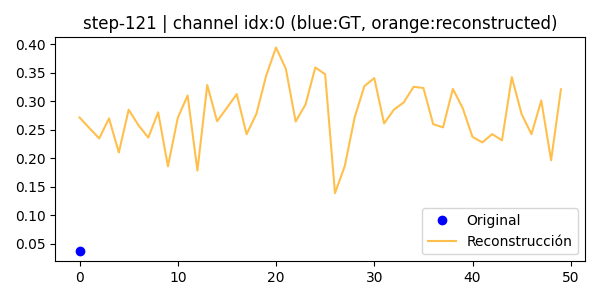 step-121 | channel idx:0 (blue:GT, orange:reconstructed)
0.40
0.35
0.30
0.25
0.20
0.15
0.10
0.05
0 10 20 30 40 50
Original
Reconstrucción